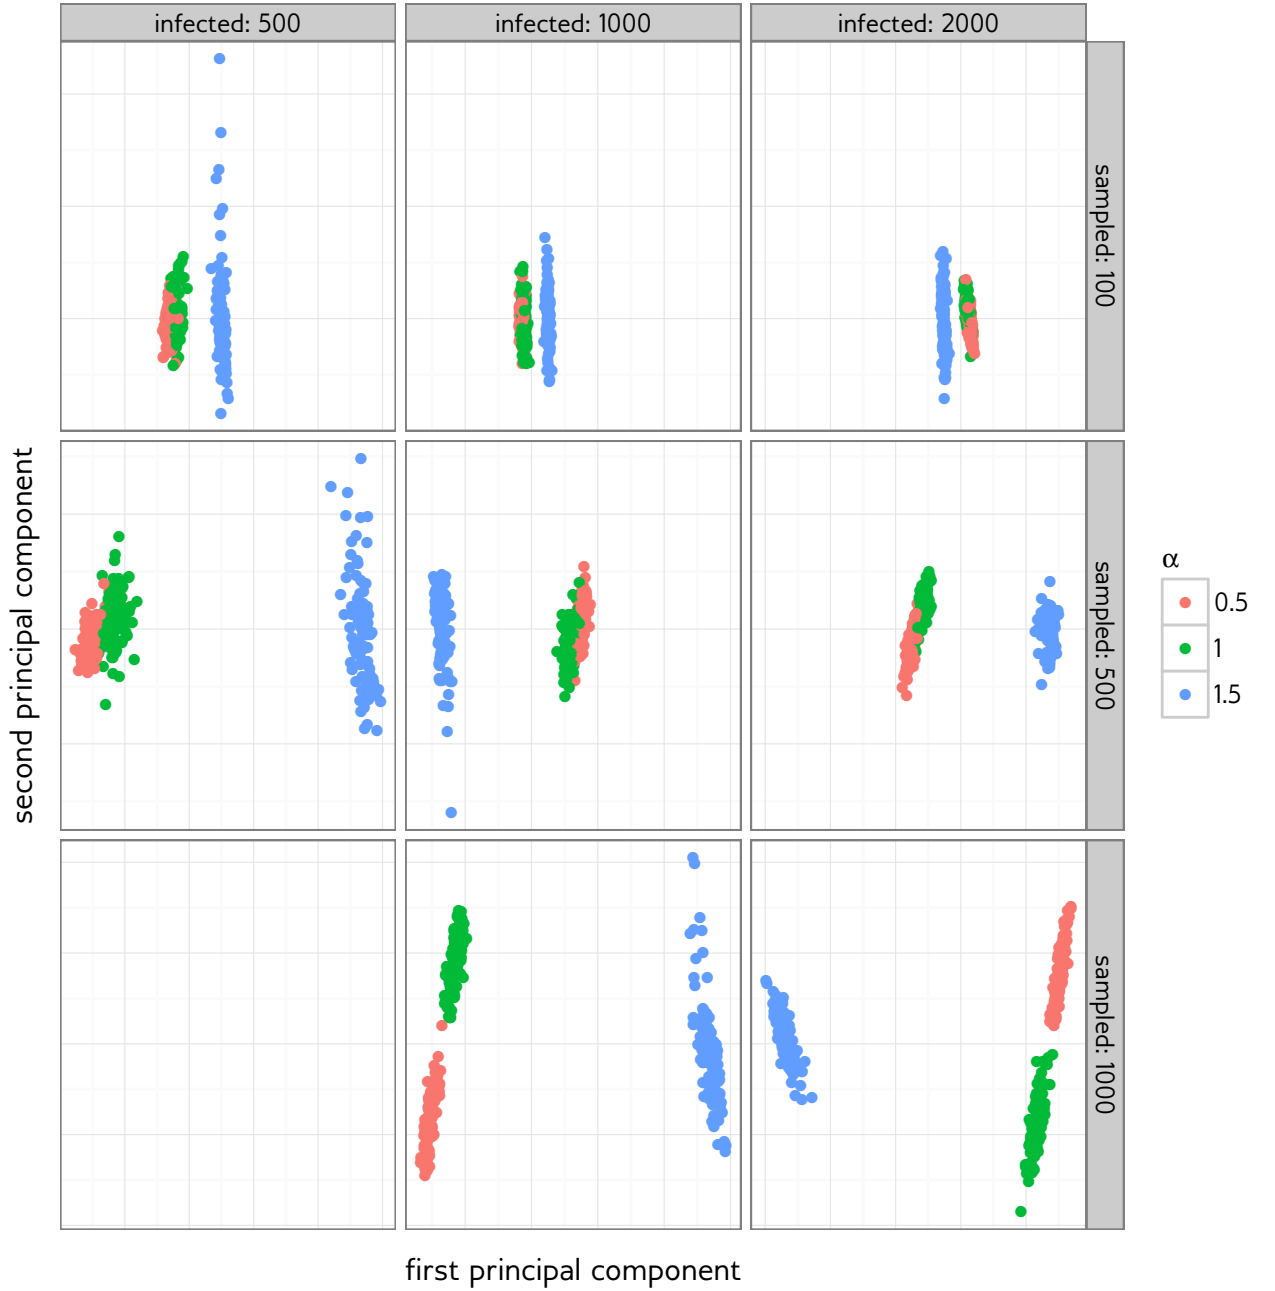 infected: 500
infected: 1000
infected: 2000
sampled: 100
sampled: 500
sampled: 1000
second principal component
first principal component
α
0.5
1
1.5